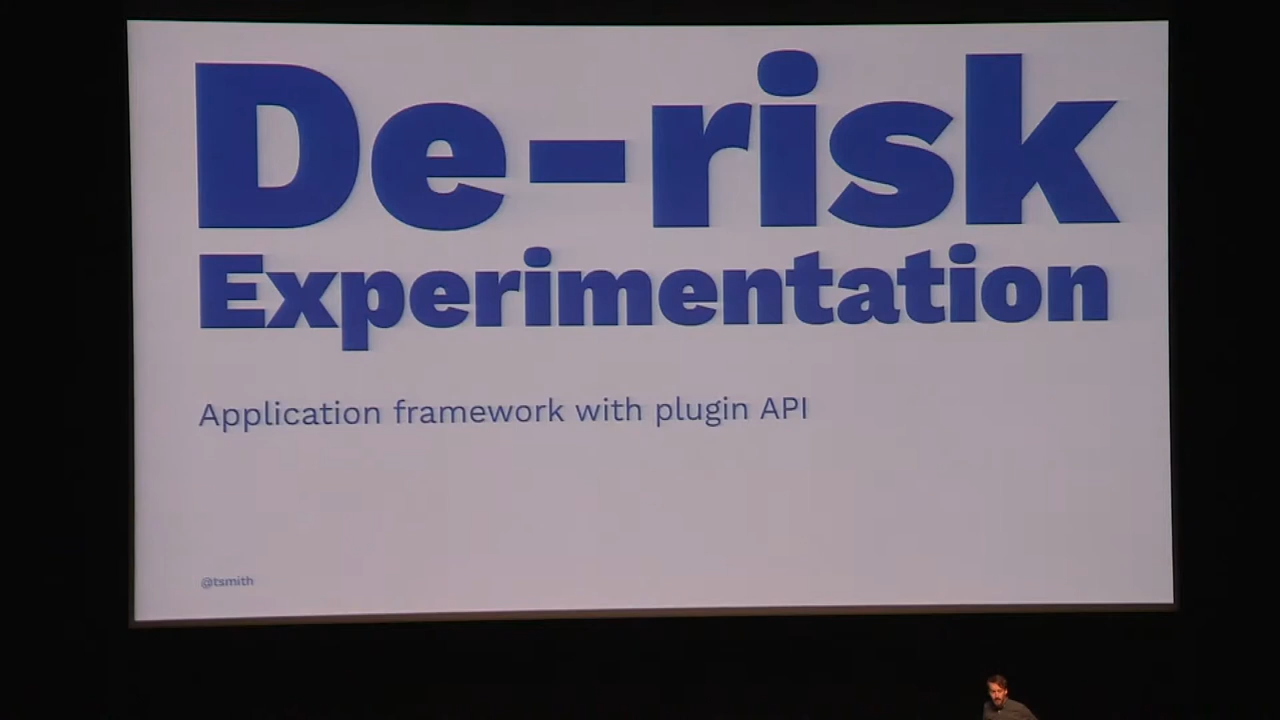 De-risk
Experimentation
Application framework with plugin API
@tsmith